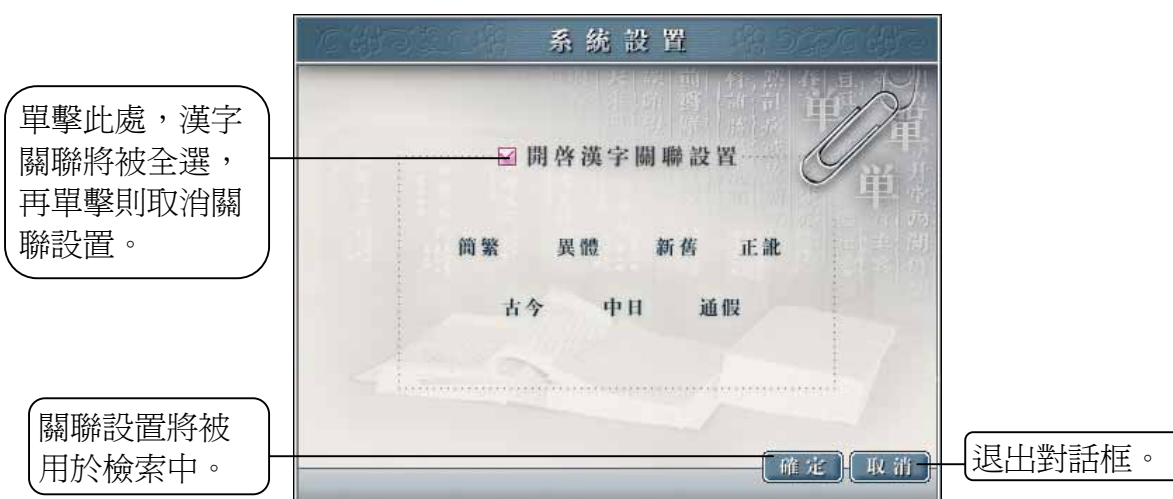 系統設置
單擊此處，漢字
關聯將被全選，
再單擊則取消關
聯設置。
開啓漢字關聯設置
簡繁 異體 新舊 正訛
古今 中日 通假
單
单
単
關聯設置將被
用於檢索中。
確定 取消
退出對話框。